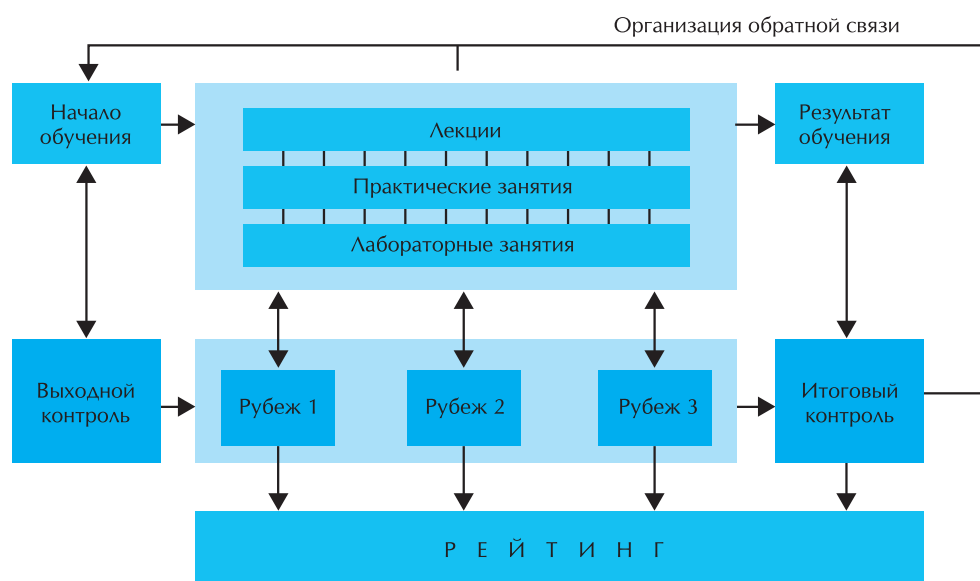 Организация обратной связи
Начало
обучения
Лекции
Практические занятия
Лабораторные занятия
Результат
обучения
Выходной
контроль
Рубеж 1
Рубеж 2
Рубеж 3
Итоговый
контроль
Р Е Й Т И Н Г